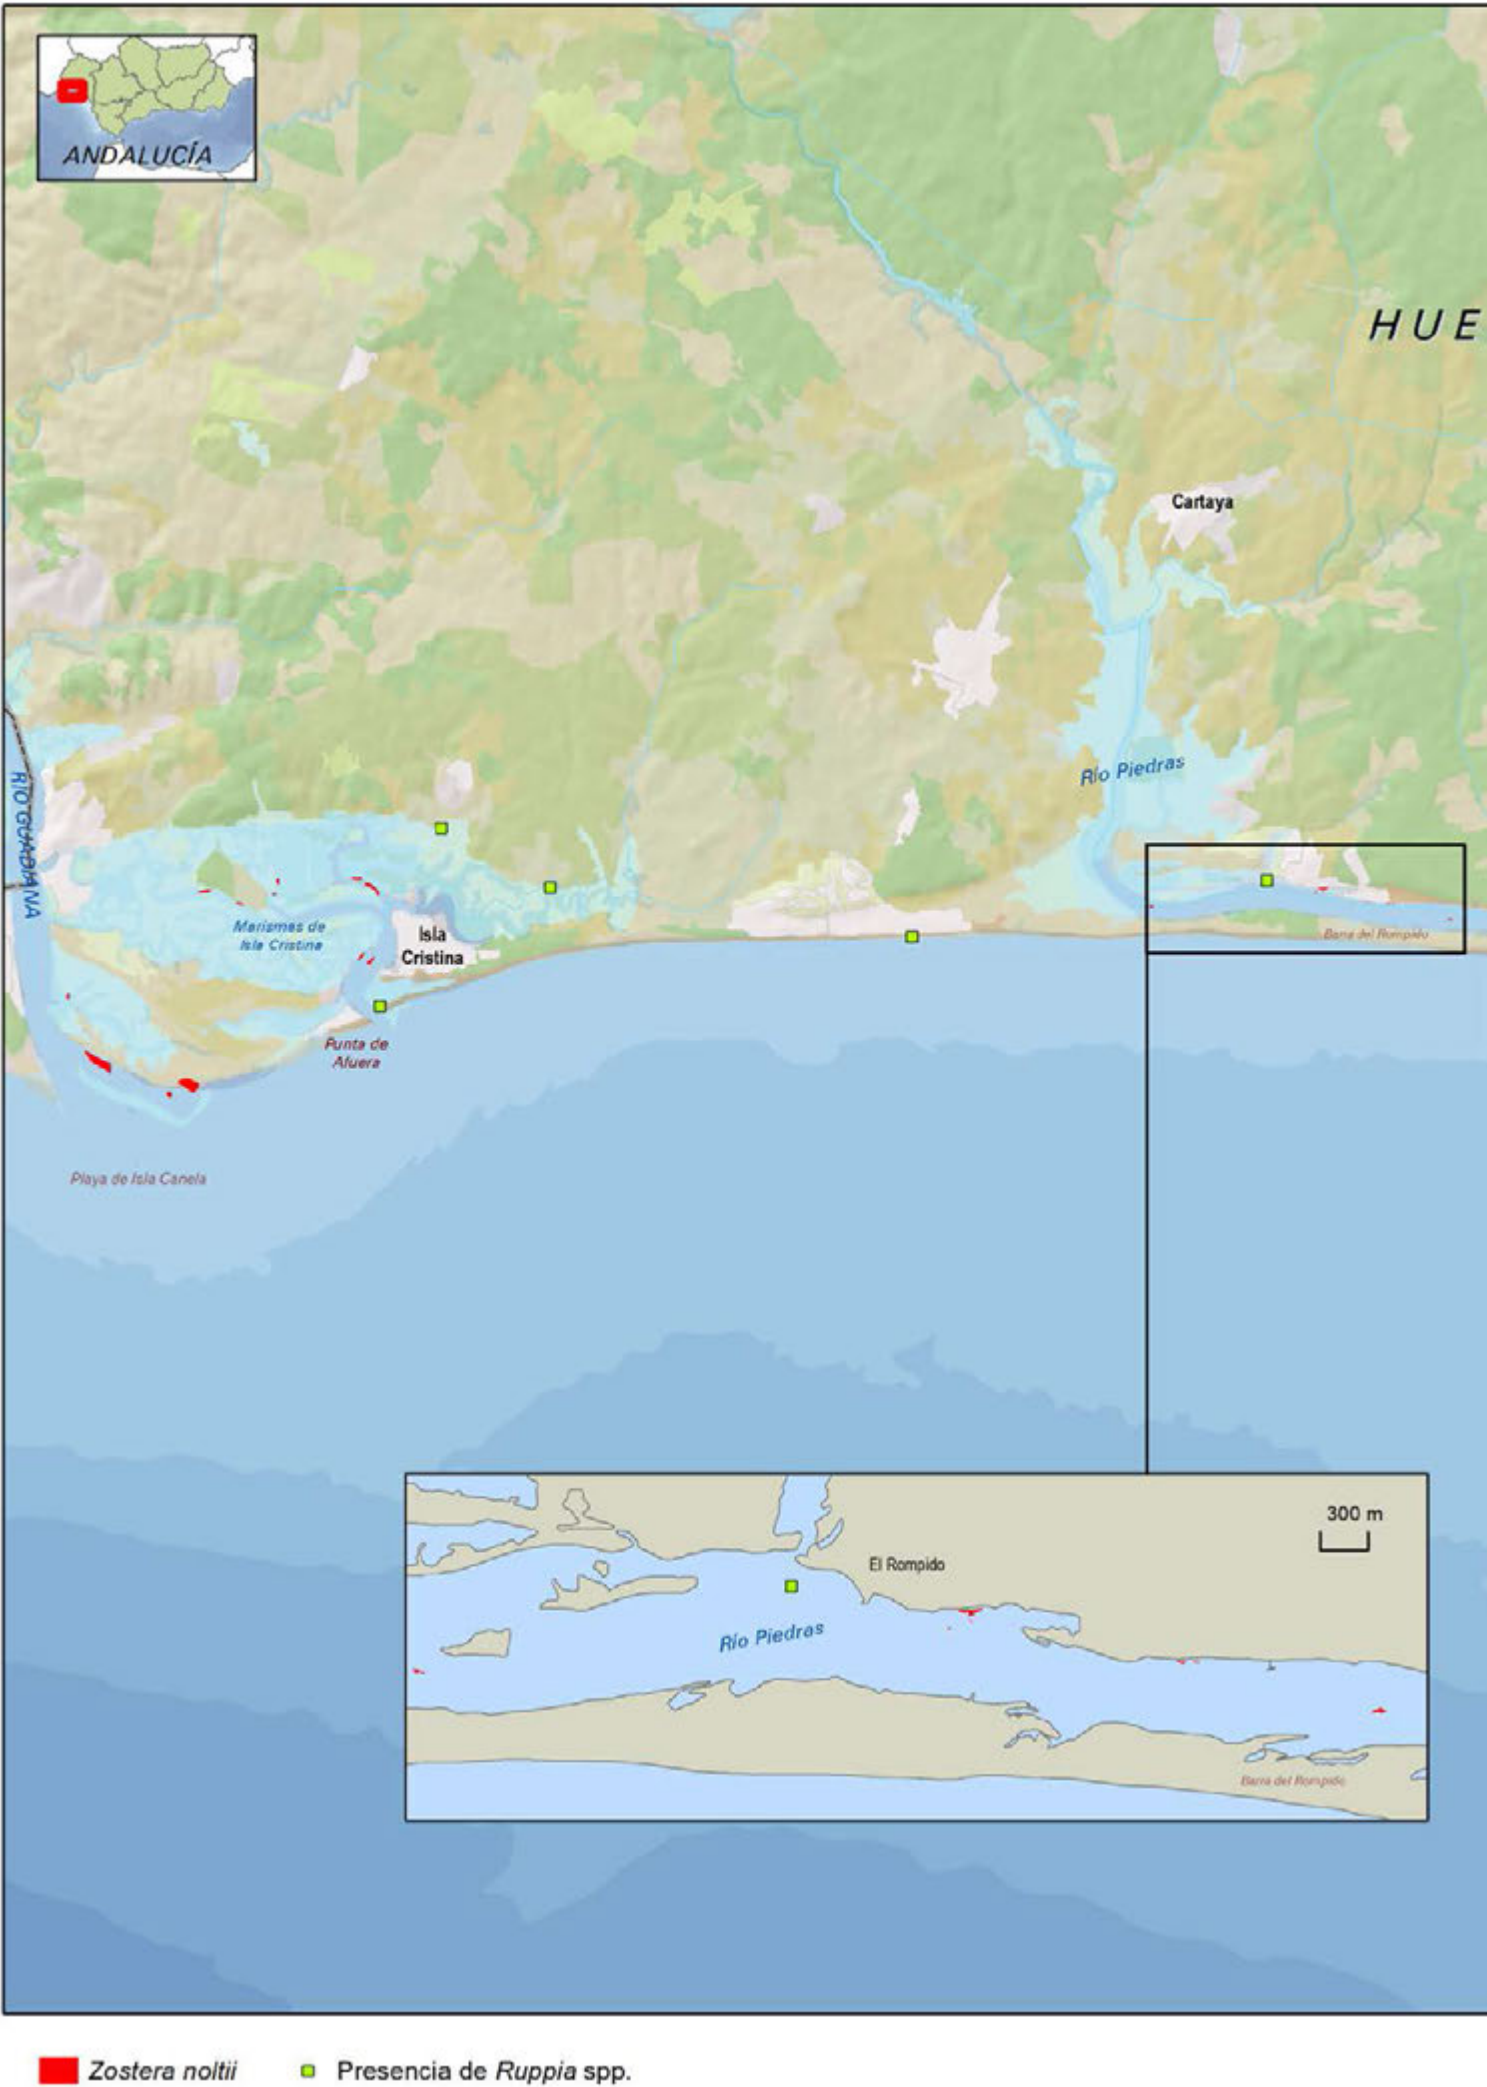 ANDALUCÍA
HUE
Cartaya
Río Piedras
RÍO GUADIANA
Marismas de
Isla Cristina
Isla
Cristina
Barra del Rompido
Punta de
Afuera
Playa de Isla Canela
300 m
El Rompido
Río Piedras
Barra del Rompido
Zostera noltii
Presencia de Ruppia spp.